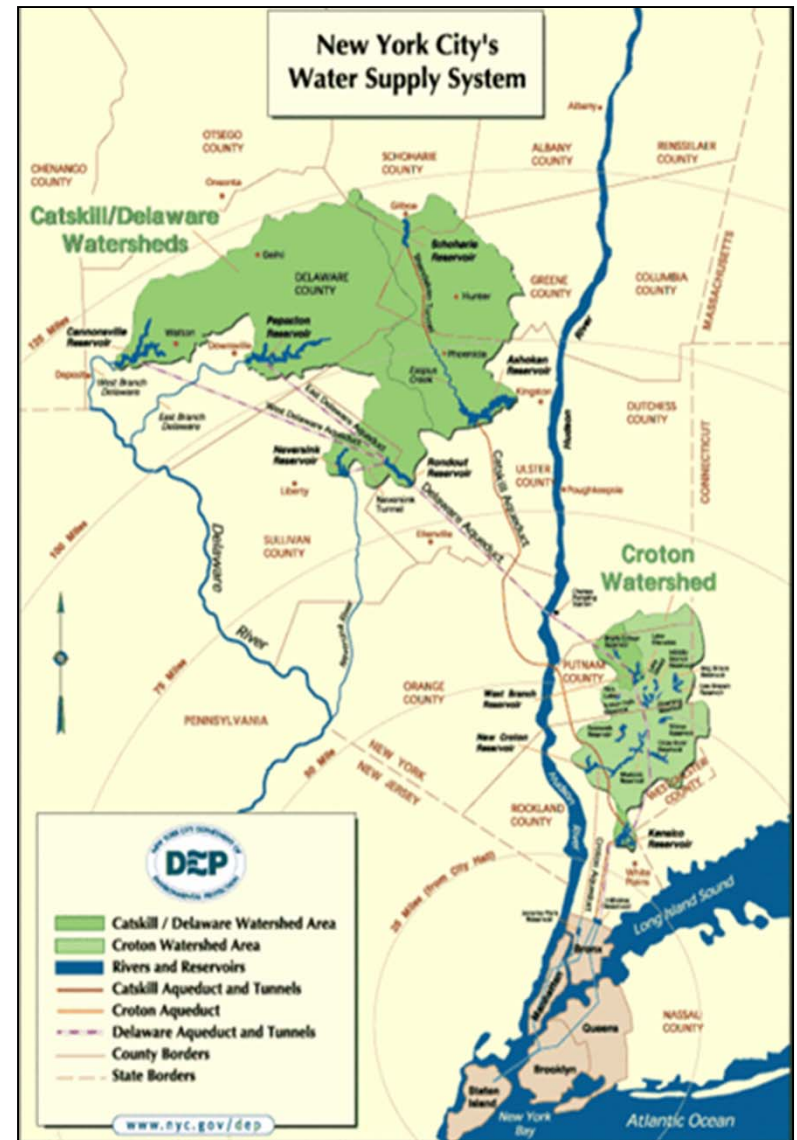 New York City's
Water Supply System
Albany
OTSEGO
COUNTY
SCHOHARIE
COUNTY
ALBANY
COUNTY
RENSSILAER
COUNTY
CHENANGO
COUNTY
Oneonta
Catskill/Delaware
Watersheds
Gilboa
Schoharie
Reservoir
Delhi
DELAWARE
COUNTY
Hunter
GREENE
COUNTY
COLUMBIA
COUNTY
MASSACHUSETTS
125 Miles
Cannonsville
Reservoir
Walton
Pepacton
Reservoir
Downsville
Phoenicia
Ashokan
Reservoir
River
Deposit
West Branch
Delaware
East Branch
Delaware
Esopus
Creek
Kingston
DUTCHESS
COUNTY
East Delaware Aqueduct
West Delaware Aqueduct
Hudson
CONNECTICUT
Neversink
Reservoir
Rondout
Reservoir
Catskill Aqueduct
ULSTER
COUNTY
Poughkeepsie
Liberty
Neversink
Tunnel
Delaware Aqueduct
100 Miles
Delaware
SULLIVAN
COUNTY
Ellenville
Croton
Watershed
River
75 Miles
PUTNAM
COUNTY
ORANGE
COUNTY
West Branch
Reservoir
PENNSYLVANIA
New Croton
Reservoir
50 Mile
NEW YORK
NEW JERSEY
WESTCHESTER
COUNTY
Hudson
River
ROCKLAND
COUNTY
Kensico
Reservoir
White
Plains
Croton Aqueduct
25 Miles (from City Hall)
Long Island Sound
DEP
Catskill / Delaware Watershed Area
Croton Watershed Area
Rivers and Reservoirs
Catskill Aqueduct and Tunnels
Croton Aqueduct
Delaware Aqueduct and Tunnels
County Borders
State Borders
www.nyc.gov/dep
Bronx
Manhattan
Queens
NASSAU
COUNTY
Brooklyn
Staten
Island
New York
Bay
Atlantic Ocean